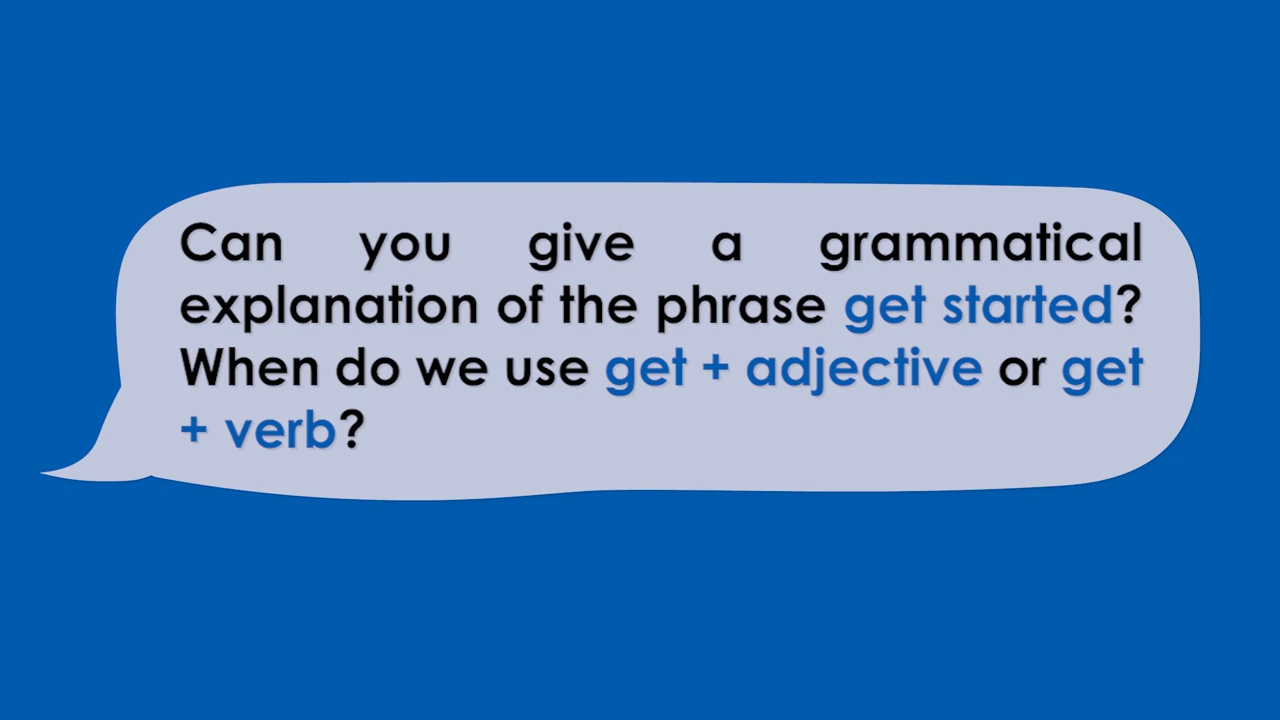 Can you give a grammatical
explanation of the phrase get started?
When do we use get + adjective or get
+ verb?